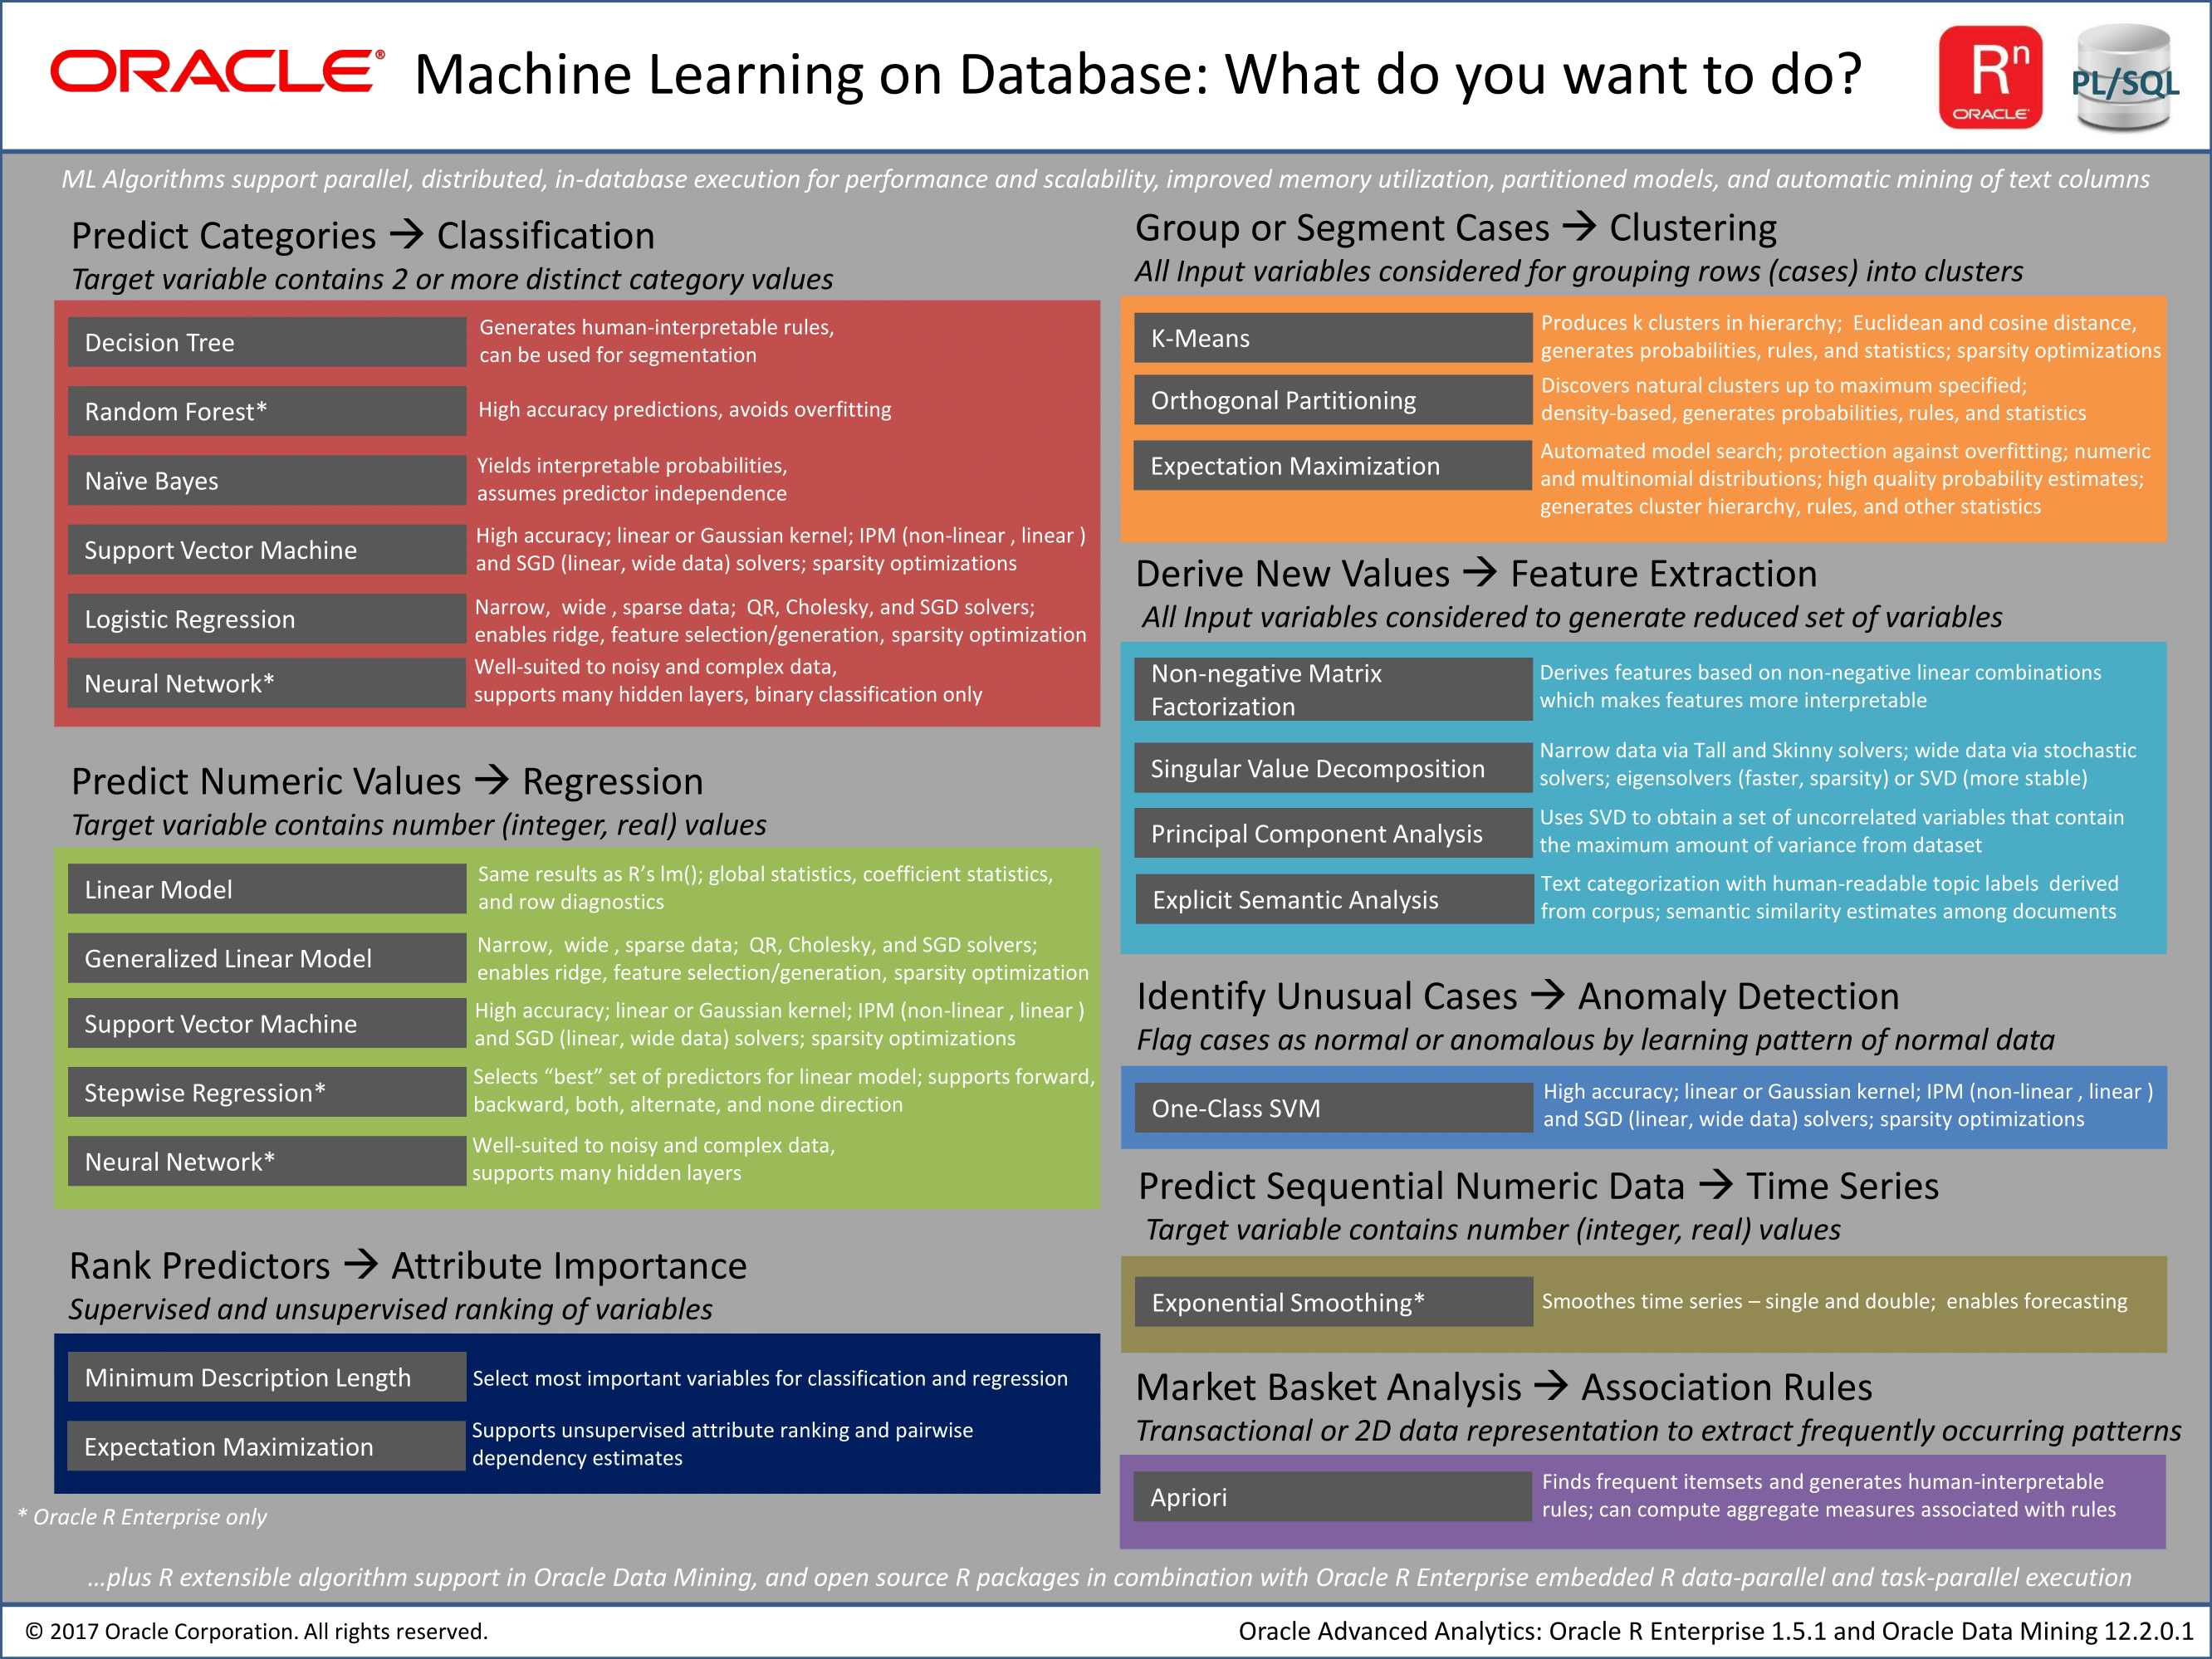 ORACLE® Machine Learning on Database: What do you want to do?
Rⁿ
ORACLE
PL/SQL
ML Algorithms support parallel, distributed, in-database execution for performance and scalability, improved memory utilization, partitioned models, and automatic mining of text columns
Predict Categories → Classification
Target variable contains 2 or more distinct category values
Decision Tree
Generates human-interpretable rules,
can be used for segmentation
Random Forest*
High accuracy predictions, avoids overfitting
Naïve Bayes
Yields interpretable probabilities,
assumes predictor independence
Support Vector Machine
High accuracy; linear or Gaussian kernel; IPM (non-linear , linear )
and SGD (linear, wide data) solvers; sparsity optimizations
Logistic Regression
Narrow,  wide , sparse data;  QR, Cholesky, and SGD solvers;
enables ridge, feature selection/generation, sparsity optimization
Neural Network*
Well-suited to noisy and complex data,
supports many hidden layers, binary classification only
Predict Numeric Values → Regression
Target variable contains number (integer, real) values
Linear Model
Same results as R’s lm(); global statistics, coefficient statistics,
and row diagnostics
Generalized Linear Model
Narrow,  wide , sparse data;  QR, Cholesky, and SGD solvers;
enables ridge, feature selection/generation, sparsity optimization
Support Vector Machine
High accuracy; linear or Gaussian kernel; IPM (non-linear , linear )
and SGD (linear, wide data) solvers; sparsity optimizations
Stepwise Regression*
Selects “best” set of predictors for linear model; supports forward,
backward, both, alternate, and none direction
Neural Network*
Well-suited to noisy and complex data,
supports many hidden layers
Rank Predictors → Attribute Importance
Supervised and unsupervised ranking of variables
Minimum Description Length
Select most important variables for classification and regression
Expectation Maximization
Supports unsupervised attribute ranking and pairwise
dependency estimates
* Oracle R Enterprise only
Group or Segment Cases → Clustering
All Input variables considered for grouping rows (cases) into clusters
K-Means
Produces k clusters in hierarchy;  Euclidean and cosine distance,
generates probabilities, rules, and statistics; sparsity optimizations
Orthogonal Partitioning
Discovers natural clusters up to maximum specified;
density-based, generates probabilities, rules, and statistics
Expectation Maximization
Automated model search; protection against overfitting; numeric
and multinomial distributions; high quality probability estimates;
generates cluster hierarchy, rules, and other statistics
Derive New Values → Feature Extraction
All Input variables considered to generate reduced set of variables
Non-negative Matrix
Factorization
Derives features based on non-negative linear combinations
which makes features more interpretable
Singular Value Decomposition
Narrow data via Tall and Skinny solvers; wide data via stochastic
solvers; eigensolvers (faster, sparsity) or SVD (more stable)
Principal Component Analysis
Uses SVD to obtain a set of uncorrelated variables that contain
the maximum amount of variance from dataset
Explicit Semantic Analysis
Text categorization with human-readable topic labels  derived
from corpus; semantic similarity estimates among documents
Identify Unusual Cases → Anomaly Detection
Flag cases as normal or anomalous by learning pattern of normal data
One-Class SVM
High accuracy; linear or Gaussian kernel; IPM (non-linear , linear )
and SGD (linear, wide data) solvers; sparsity optimizations
Predict Sequential Numeric Data → Time Series
Target variable contains number (integer, real) values
Exponential Smoothing*
Smoothes time series – single and double;  enables forecasting
Market Basket Analysis → Association Rules
Transactional or 2D data representation to extract frequently occurring patterns
Apriori
Finds frequent itemsets and generates human-interpretable
rules; can compute aggregate measures associated with rules
...plus R extensible algorithm support in Oracle Data Mining, and open source R packages in combination with Oracle R Enterprise embedded R data-parallel and task-parallel execution
© 2017 Oracle Corporation. All rights reserved.
Oracle Advanced Analytics: Oracle R Enterprise 1.5.1 and Oracle Data Mining 12.2.0.1